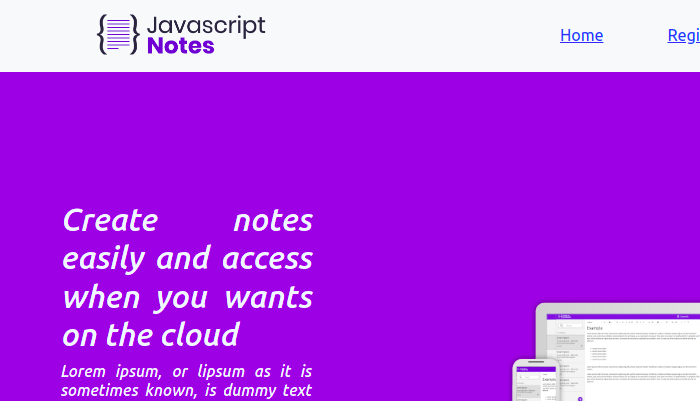 Javascript
Notes
Home
Regi
Create notes
easily and access
when you wants
on the cloud
Lorem ipsum, or lipsum as it is
sometimes known, is dummy text
Example